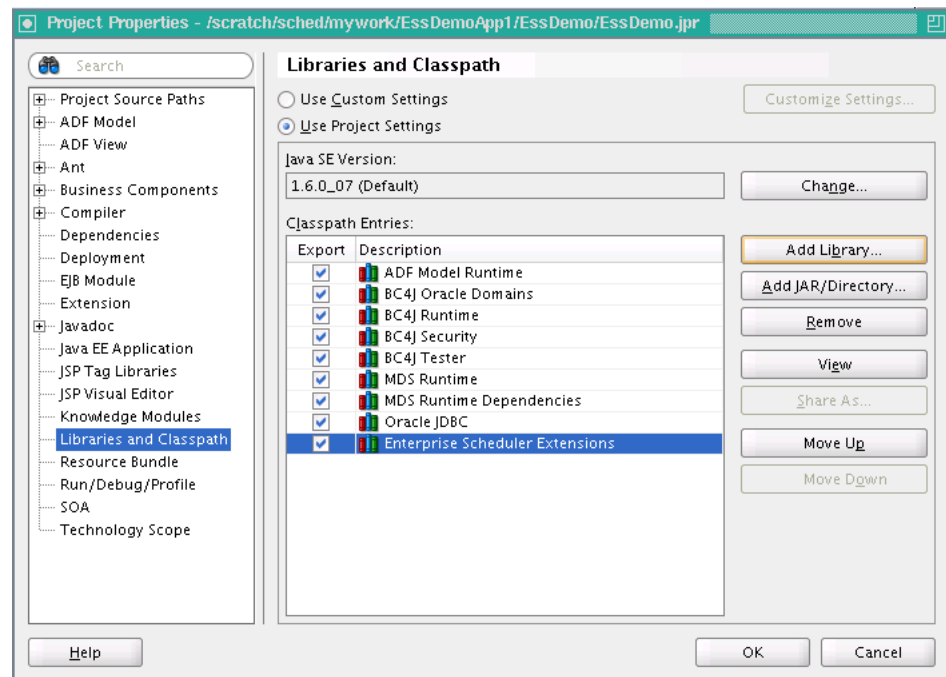 Project Properties - /scratch/sched/mywork/EssDemoApp1/EssDemo/EssDemo.jpr
Search
Project Source Paths
ADF Model
ADF View
Ant
Business Components
Compiler
Dependencies
Deployment
EJB Module
Extension
Javadoc
Java EE Application
JSP Tag Libraries
JSP Visual Editor
Knowledge Modules
Libraries and Classpath
Resource Bundle
Run/Debug/Profile
SOA
Technology Scope
Libraries and Classpath
Use Custom Settings
Customize Settings...
Use Project Settings
Java SE Version:
1.6.0_07 (Default)
Change...
Classpath Entries:
Export Description
ADF Model Runtime
BC4J Oracle Domains
BC4J Runtime
BC4J Security
BC4J Tester
MDS Runtime
MDS Runtime Dependencies
Oracle JDBC
Enterprise Scheduler Extensions
Add Library...
Add JAR/Directory...
Remove
View
Share As...
Move Up
Move Down
Help
OK
Cancel